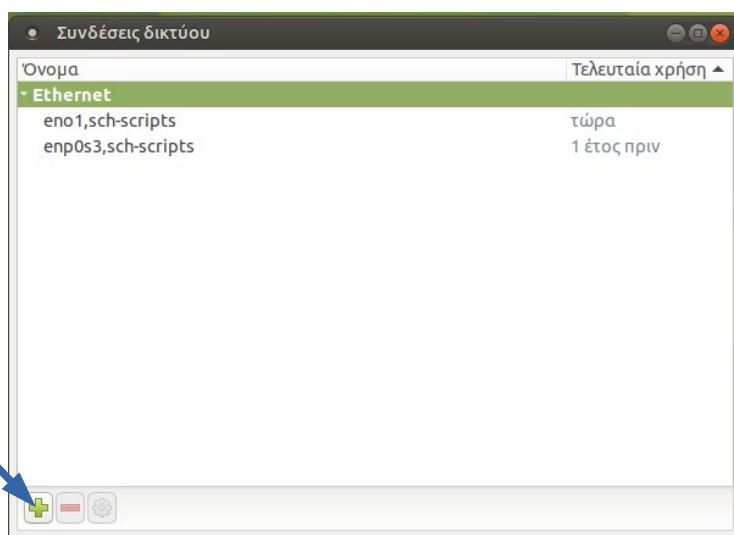 Συνδέσεις δικτύου
Όνομα Τελευταία χρήση
Ethernet
eno1,sch-scripts τώρα
enp0s3,sch-scripts 1 έτος πριν